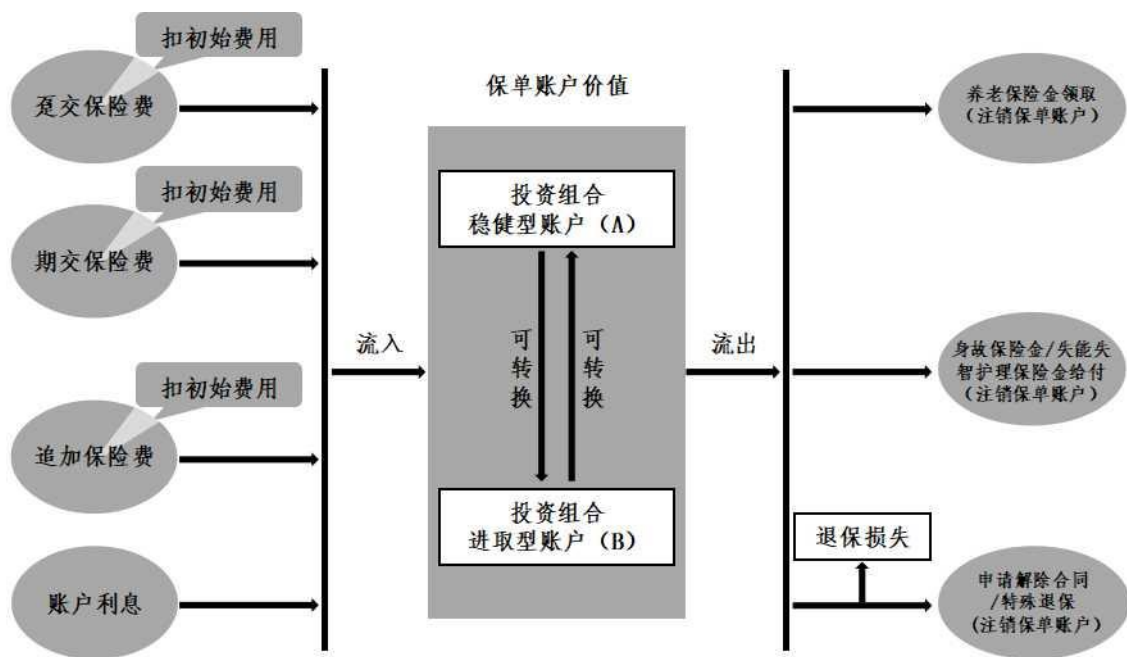 扣初始费用
趸交保险费
扣初始费用
期交保险费
扣初始费用
追加保险费
账户利息
流入
保单账户价值
投资组合
稳健型账户（A）
可转换
可转换
投资组合
进取型账户（B）
流出
养老保险金领取
（注销保单账户）
身故保险金/失能失
智护理保险金给付
（注销保单账户）
退保损失
申请解除合同
/特殊退保
(注销保单账户）